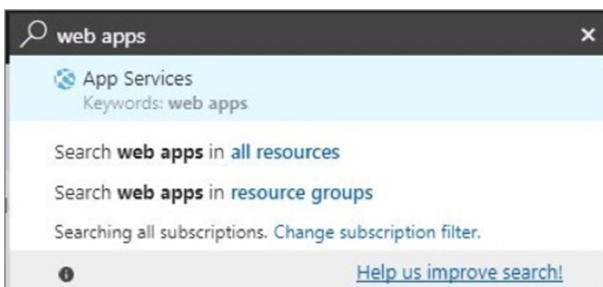 web apps
App Services
Keywords: web apps
Search web apps in all resources
Search web apps in resource groups
Searching all subscriptions. Change subscription filter.
Help us improve search!